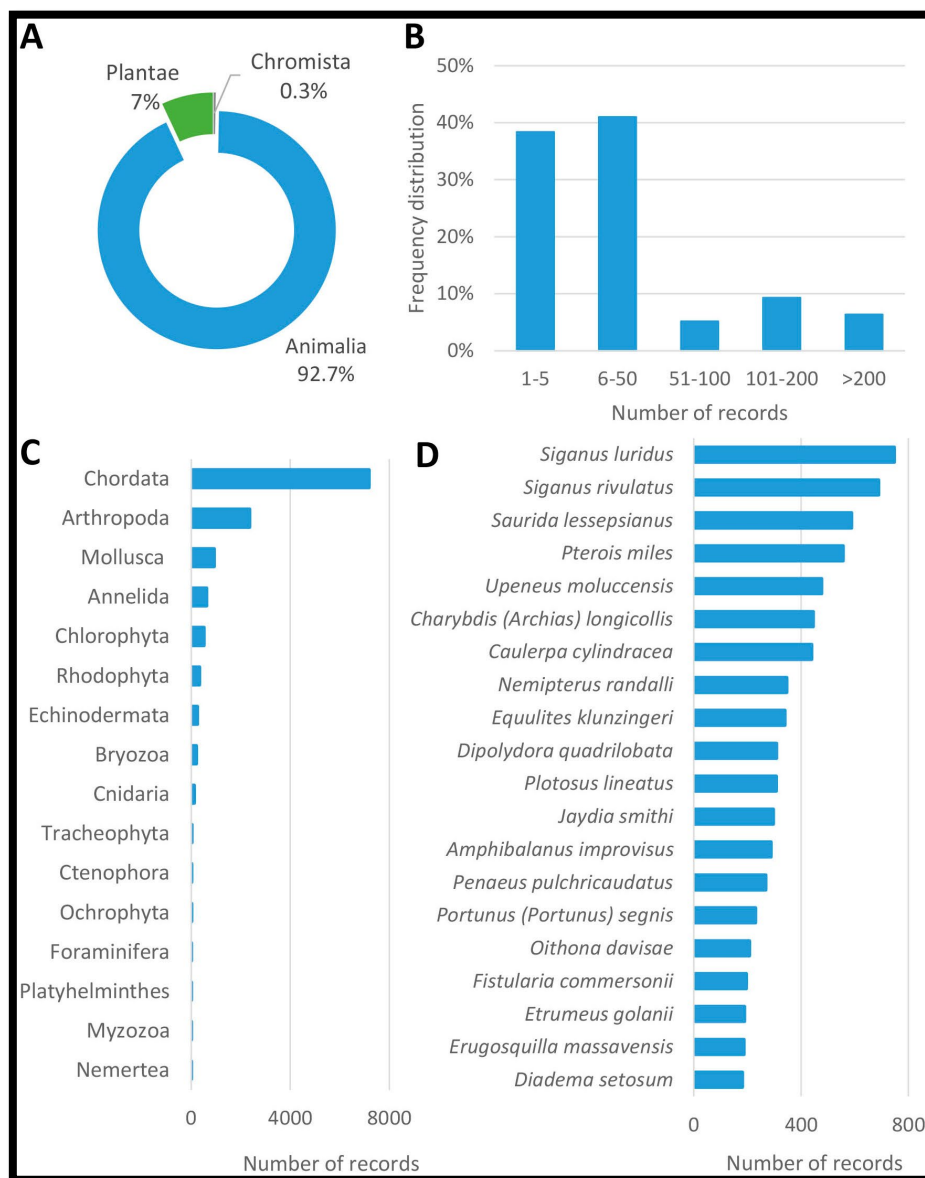 A
Plantae
7%
Chromista
0.3%
Animalia
92.7%
B
Frequency distribution
50%
40%
30%
20%
10%
0%
1-5 6-50 51-100 101-200 >200
Number of records
C
Chordata
Arthropoda
Mollusca
Annelida
Chlorophyta
Rhodophyta
Echinodermata
Bryozoa
Cnidaria
Tracheophyta
Ctenophora
Ochrophyta
Foraminifera
Platyhelminthes
Myzozoa
Nemertea
0 4000 8000
Number of records
D
Siganus luridus
Siganus rivulatus
Saurida lessepsianus
Pterois miles
Upeneus moluccensis
Charybdis (Archias) longicollis
Caulerpa cylindracea
Nemipterus randalli
Equulites klunzingeri
Dipolydora quadrilobata
Plotosus lineatus
Jaydia smithi
Amphibalanus improvisus
Penaeus pulchricaudatus
Portunus (Portunus) segnis
Oithona davisae
Fistularia commersonii
Etrumeus golanii
Erugosquilla massavensis
Diadema setosum
0 400 800
Number of records